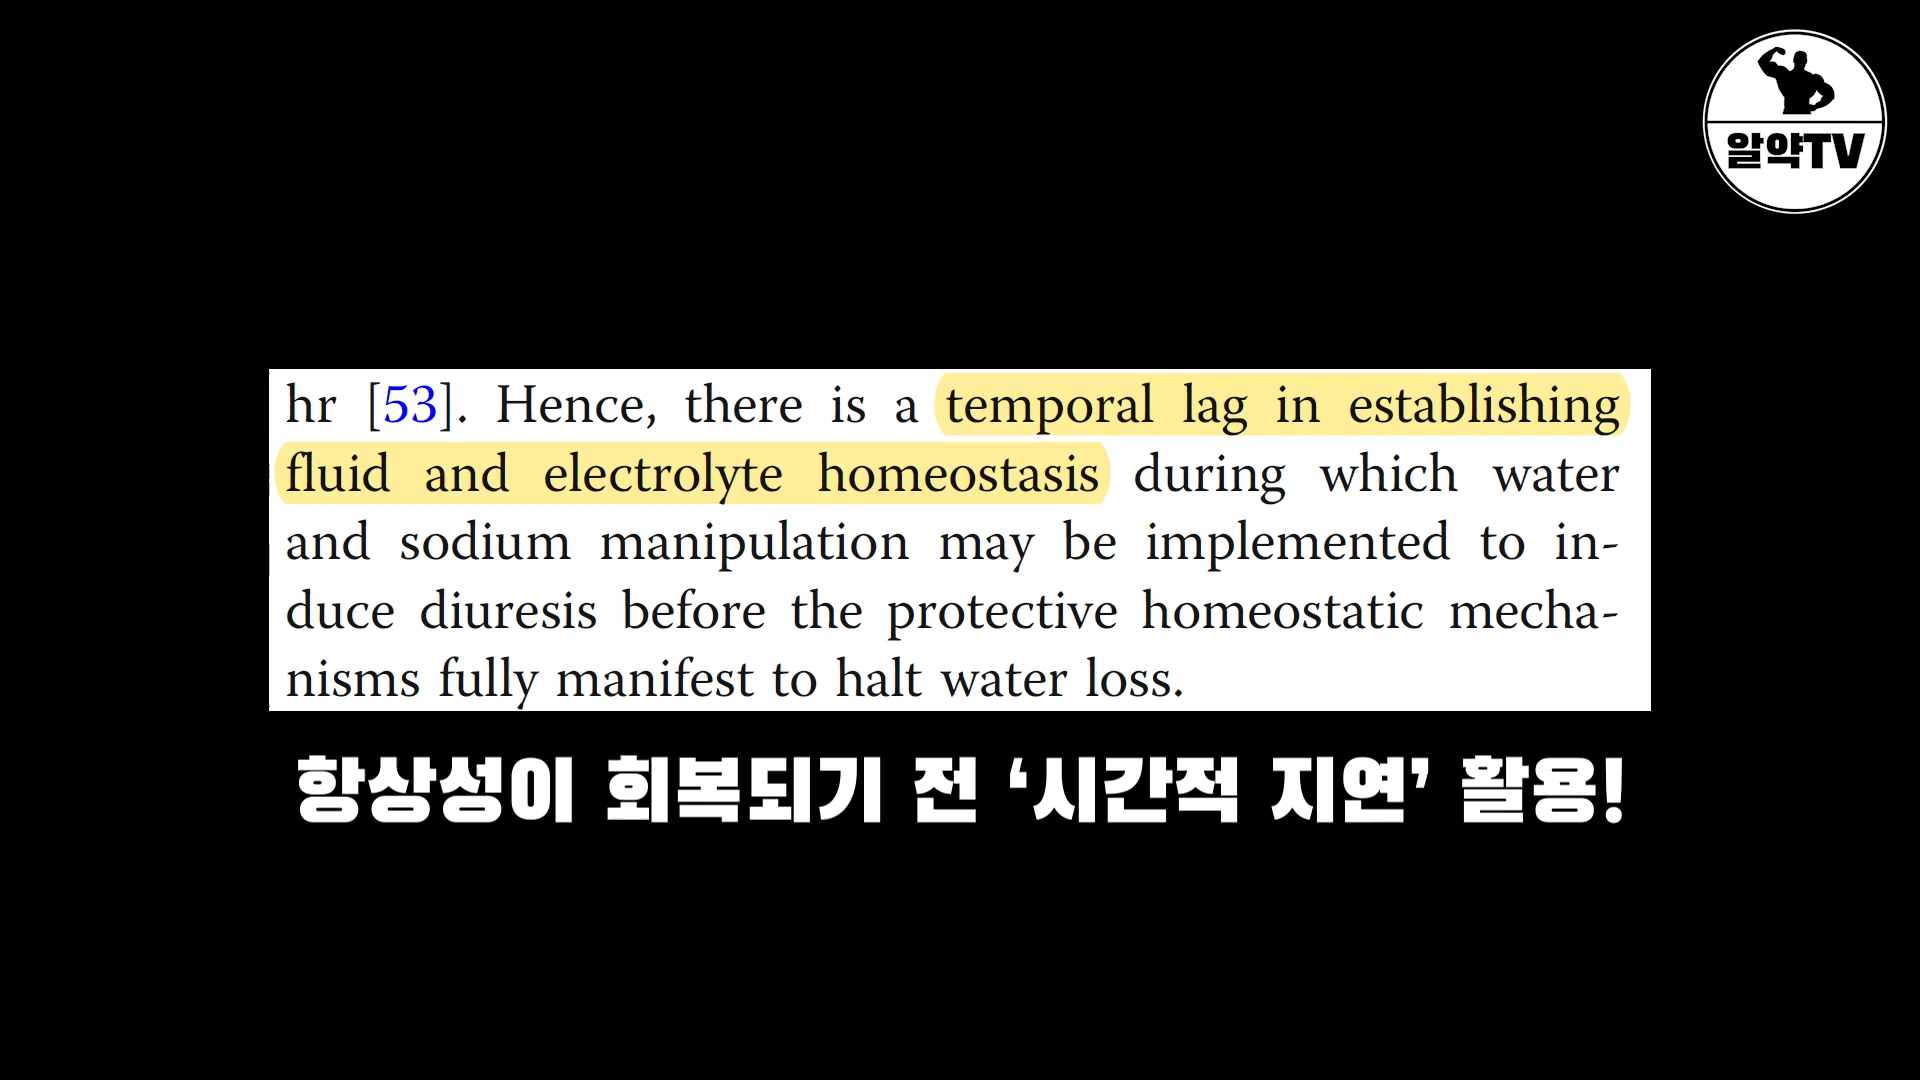 알약TV
hr [53]. Hence, there is a temporal lag in establishing
fluid and electrolyte homeostasis during which water
and sodium manipulation may be implemented to in-
duce diuresis before the protective homeostatic mecha-
nisms fully manifest to halt water loss.
항상성이 회복되기 전 ‘시간적 지연’ 활용!